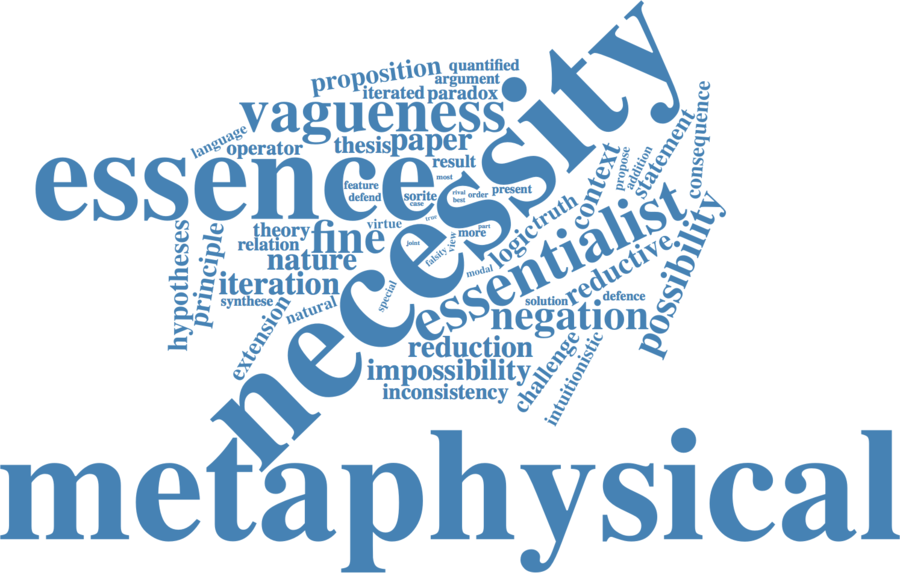 necessity
proposition
quantified
argument
iterated
paradox
vagueness
language
operator
thesis
paper
result
consequence
essence
feature
most
defend
sorite
case
rival
best
order
present
context
propose
addition
statement
hypotheses
principle
theory
relation
fine
virtue
tree
joint
more
part
view
falsity
logic
truth
nature
iteration
synthese
natural
special
modal
essentialist
reductive
possibility
extension
solution
defence
negation
reduction
impossibility
inconsistency
challenge
intuitionistic
metaphysical